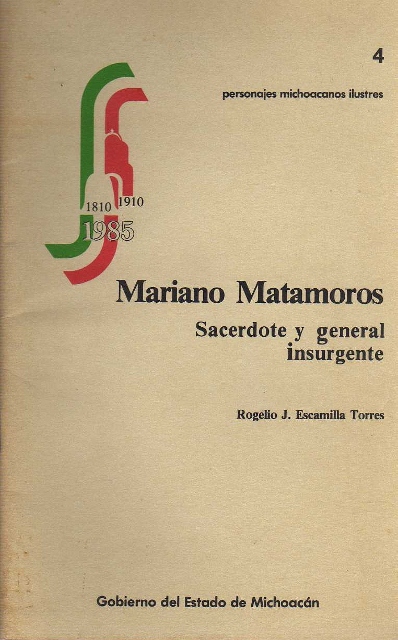 4
personajes michoacanos ilustres
1810 1910
1985
Mariano Matamoros
Sacerdote y general
insurgente
Rogelio J. Escamilla Torres
Gobierno del Estado de Michoacán